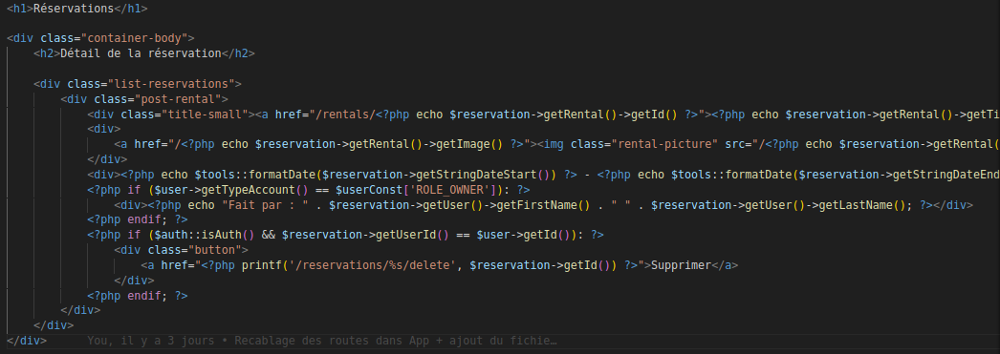 <h1>Réservations</h1>
<div class="container-body">
<h2>Détail de la réservation</h2>
<div class="list-reservations">
<div class="post-rental">
<div class="title-small"><a href="/rentals/<?php echo $reservation->getRental()->getId() ?>"><?php echo $reservation->getRental()->getTi
<div>
<a href="/<?php echo $reservation->getRental()->getImage() ?>"><img class="rental-picture" src="/<?php echo $reservation->getRental(
</div>
<div><?php echo $tools::formatDate($reservation->getStringDateStart()) ?> - <?php echo $tools::formatDate($reservation->getStringDateEnd
<?php if ($user->getTypeAccount() == $userConst['ROLE_OWNER']): ?>
<div><?php echo "Fait par : " . $reservation->getUser()->getFirstName() . " " . $reservation->getUser()->getLastName(); ?></div>
<?php endif; ?>
<?php if ($auth::isAuth() && $reservation->getUserId() == $user->getId()): ?>
<div class="button">
<a href="<?php printf('/reservations/%s/delete', $reservation->getId()) ?>">Supprimer</a>
</div>
<?php endif; ?>
</div>
</div>
</div> You, il y a 3 jours • Recablage des routes dans App + ajout du fichie…